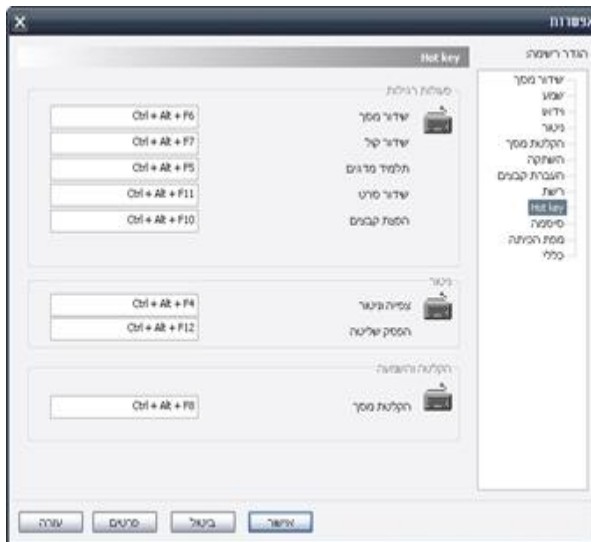 אפשרויות
הגדר רישומה:
שידור מסך
שמע
וידאו
ניטור
הקלטת מסך
השתקה
העברת קבצים
רשת
Hot key
סיסמה
מפת הכיתה
כללי
Hot key
פעולות רגילות
שידור מסך Ctrl + Alt + F6
שידור קול Ctrl + Alt + F7
תלמיד מדגים Ctrl + Alt + F5
שידור סרט Ctrl + Alt + F11
הפצת קבצים Ctrl + Alt + F10
ניטור
צפייה וניטור Ctrl + Alt + F4
הפסק שליטה Ctrl + Alt + F12
הקלטה והשמעה
הקלטת מסך Ctrl + Alt + F8
אישור
ביטול
פרטים
עזרה